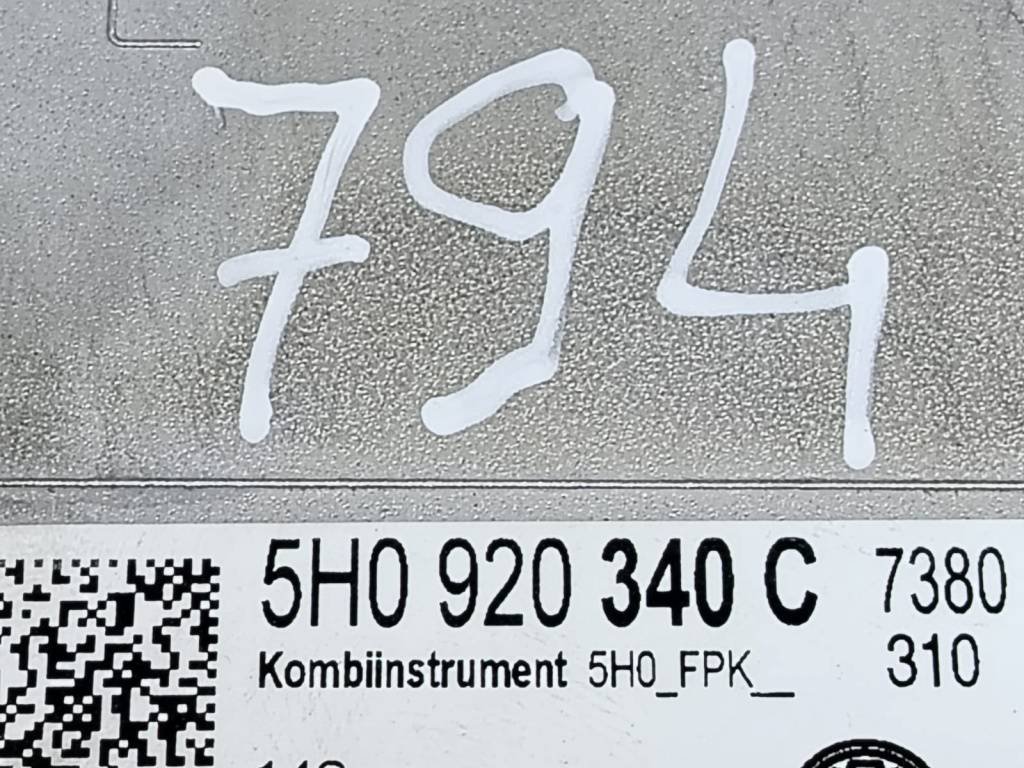 794
5H0 920 340 C 7380
Kombiinstrument 5H0_FPK__ 310